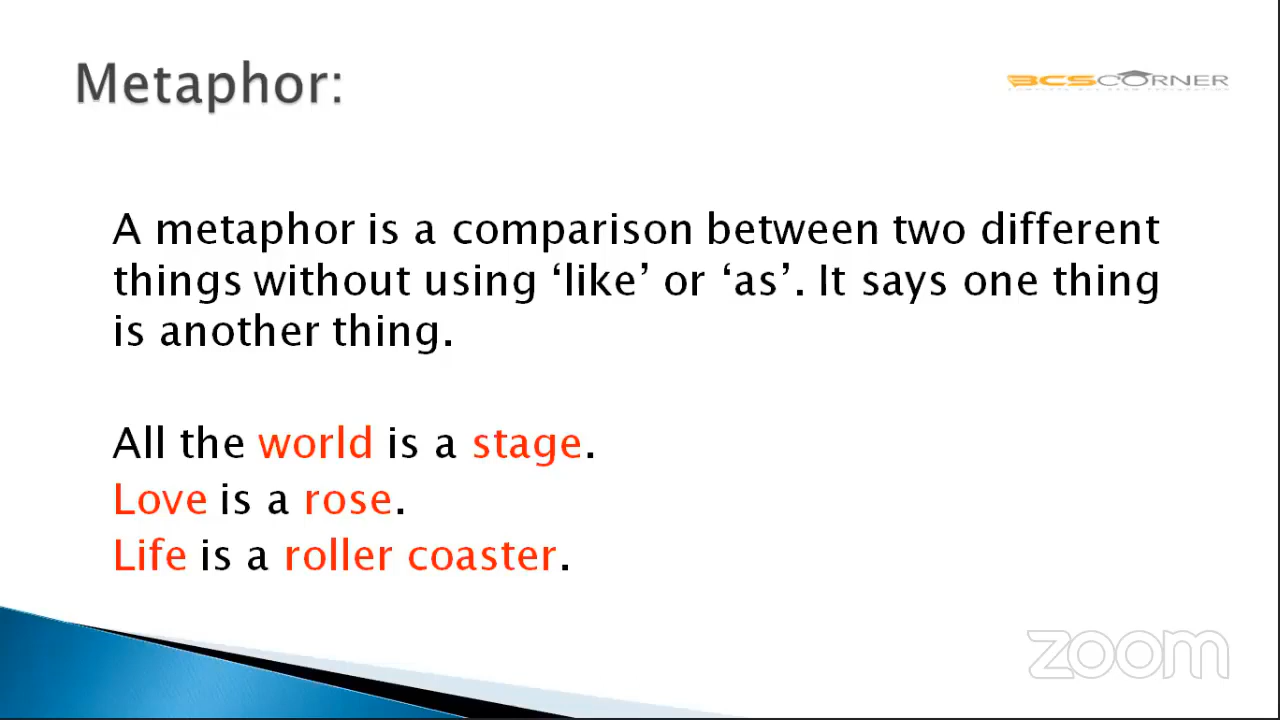 Metaphor:
BCSCORNER
A metaphor is a comparison between two different
things without using ‘like’ or ‘as’. It says one thing
is another thing.
All the world is a stage.
Love is a rose.
Life is a roller coaster.
zoom